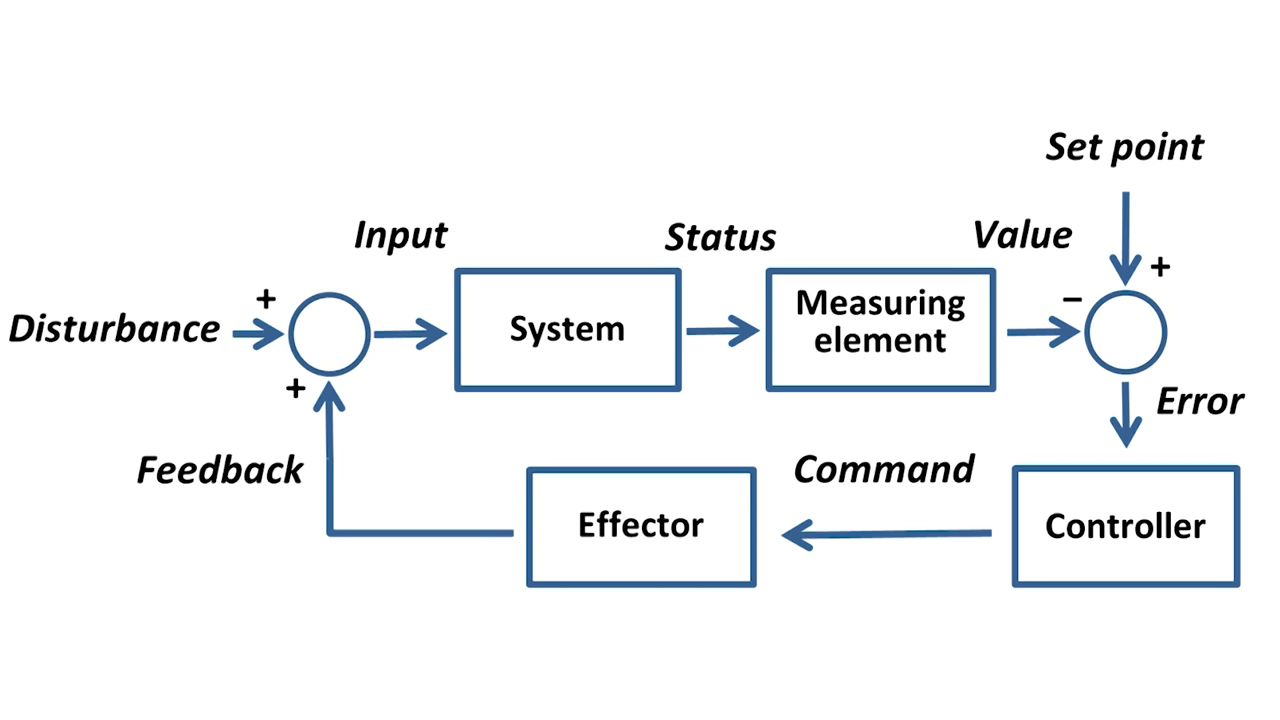 Set point
Input
Status
Value
+
+
−
Disturbance
System
Measuring
element
+
Error
Feedback
Command
Effector
Controller